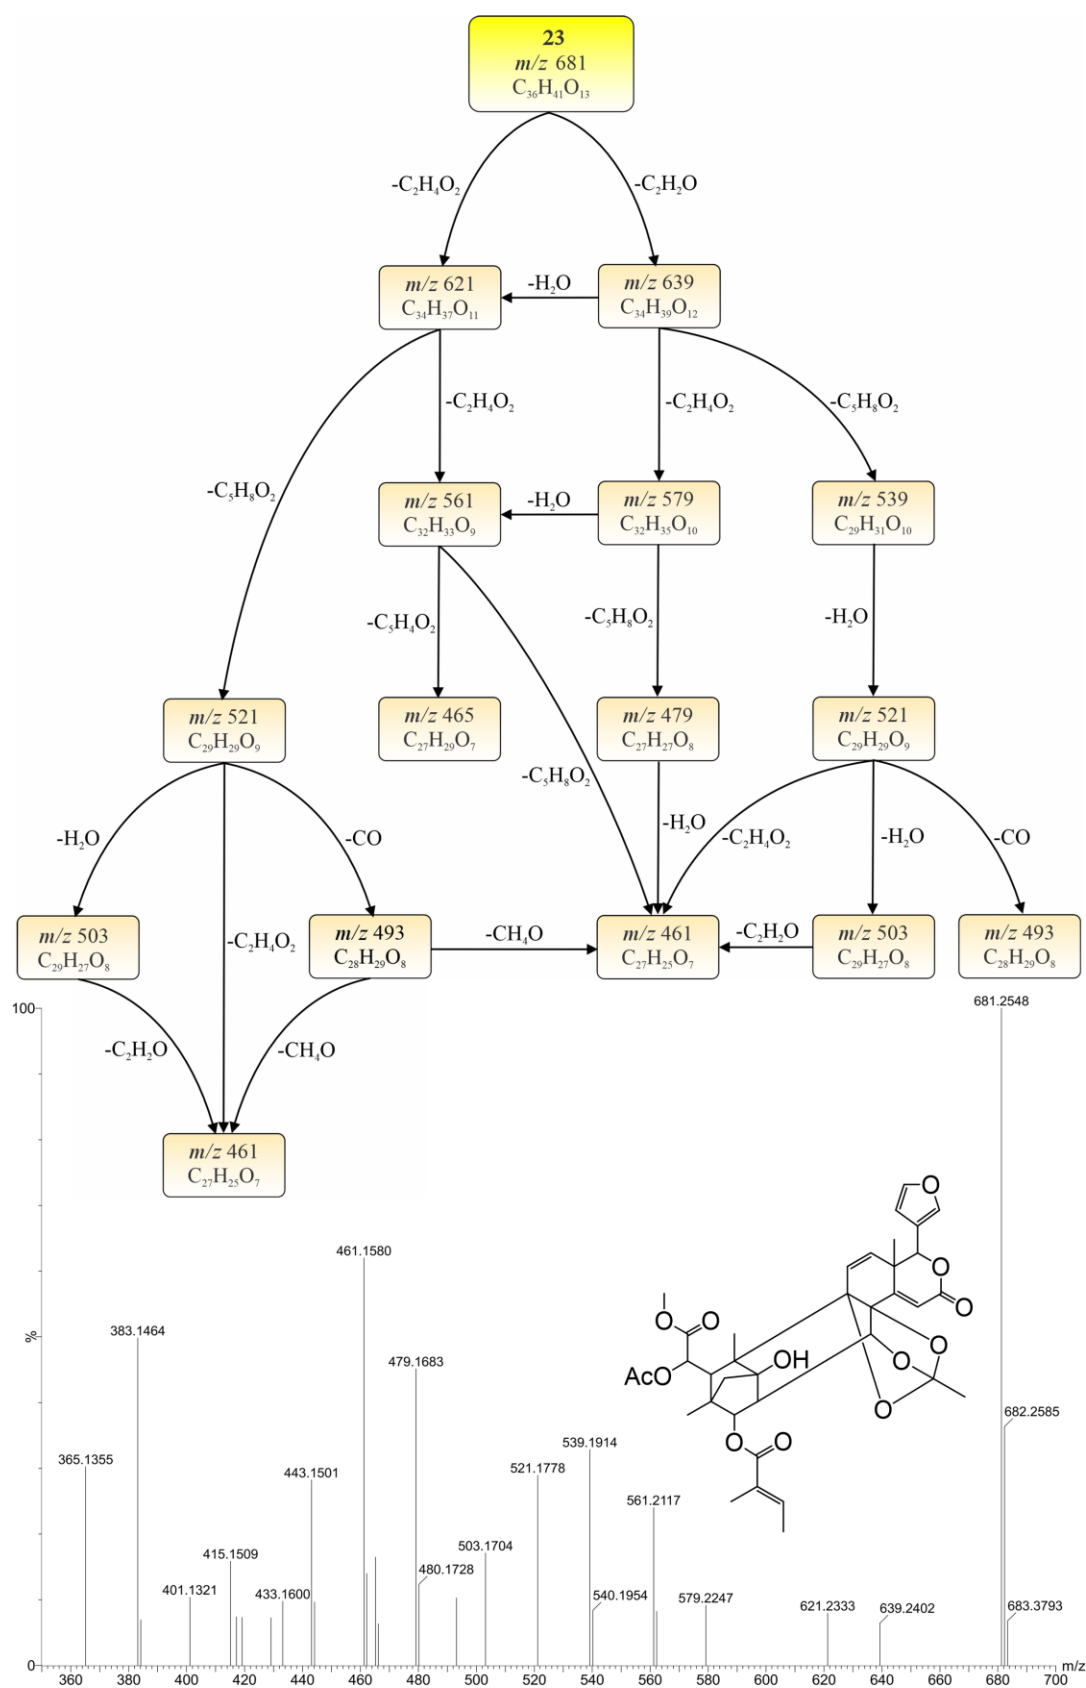 23
m/z 681
C₃₆H₄₁O₁₃
-C₂H₄O₂
-C₂H₂O
m/z 621
C₃₄H₃₇O₁₁
-H₂O
m/z 639
C₃₄H₃₉O₁₂
-C₂H₄O₂
-C₂H₄O₂
-C₅H₈O₂
-C₅H₈O₂
m/z 561
C₃₂H₃₃O₉
-H₂O
m/z 579
C₃₂H₃₅O₁₀
m/z 539
C₂₉H₃₁O₁₀
-C₅H₄O₂
-C₅H₈O₂
-H₂O
m/z 521
C₂₉H₂₉O₉
m/z 465
C₂₇H₂₉O₇
m/z 479
C₂₇H₂₇O₈
m/z 521
C₂₉H₂₉O₉
-C₅H₈O₂
-H₂O
-CO
-H₂O
-C₂H₄O₂
-H₂O
-CO
m/z 503
C₂₉H₂₇O₈
-C₂H₄O₂
m/z 493
C₂₈H₂₉O₈
-CH₄O
m/z 461
C₂₇H₂₅O₇
-C₂H₂O
m/z 503
C₂₉H₂₇O₈
m/z 493
C₂₈H₂₉O₈
-C₂H₂O
-CH₄O
m/z 461
C₂₇H₂₅O₇
100
%
0
681.2548
461.1580
383.1464
479.1683
682.2585
365.1355
443.1501
539.1914
521.1778
561.2117
415.1509
503.1704
480.1728
401.1321
433.1600
540.1954
579.2247
621.2333
639.2402
683.3793
O
O
O
O
O
O
O
O
AcO
OH
O
O
360 380 400 420 440 460 480 500 520 540 560 580 600 620 640 660 680 700 m/z